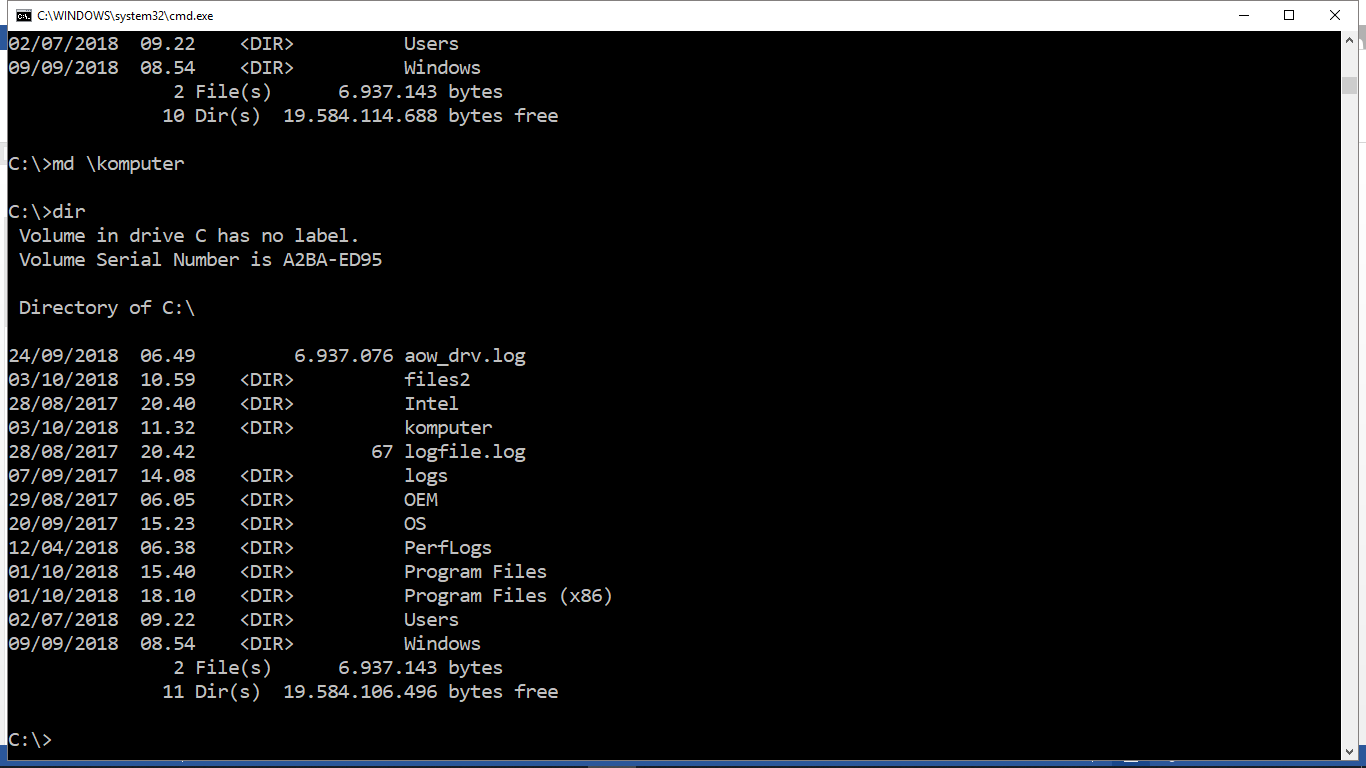 C:\WINDOWS\system32\cmd.exe
02/07/2018  09.22    <DIR>          Users
09/09/2018  08.54    <DIR>          Windows
               2 File(s)      6.937.143 bytes
              10 Dir(s)  19.584.114.688 bytes free
C:\>md \komputer
C:\>dir
 Volume in drive C has no label.
 Volume Serial Number is A2BA-ED95
 Directory of C:\
24/09/2018  06.49         6.937.076 aow_drv.log
03/10/2018  10.59    <DIR>          files2
28/08/2017  20.40    <DIR>          Intel
03/10/2018  11.32    <DIR>          komputer
28/08/2017  20.42                67 logfile.log
07/09/2017  14.08    <DIR>          logs
29/08/2017  06.05    <DIR>          OEM
20/09/2017  15.23    <DIR>          OS
12/04/2018  06.38    <DIR>          PerfLogs
01/10/2018  15.40    <DIR>          Program Files
01/10/2018  18.10    <DIR>          Program Files (x86)
02/07/2018  09.22    <DIR>          Users
09/09/2018  08.54    <DIR>          Windows
               2 File(s)      6.937.143 bytes
              11 Dir(s)  19.584.106.496 bytes free
C:\>